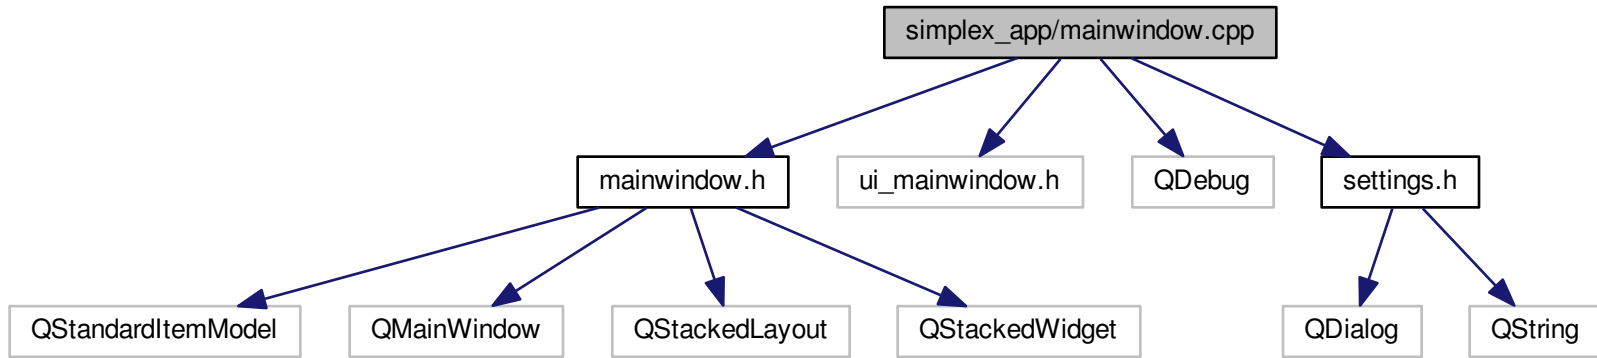 simplex_app/mainwindow.cpp
mainwindow.h
ui_mainwindow.h
QDebug
settings.h
QStandardItemModel
QMainWindow
QStackedLayout
QStackedWidget
QDialog
QString